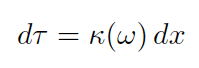 dτ = κ(ω) dx